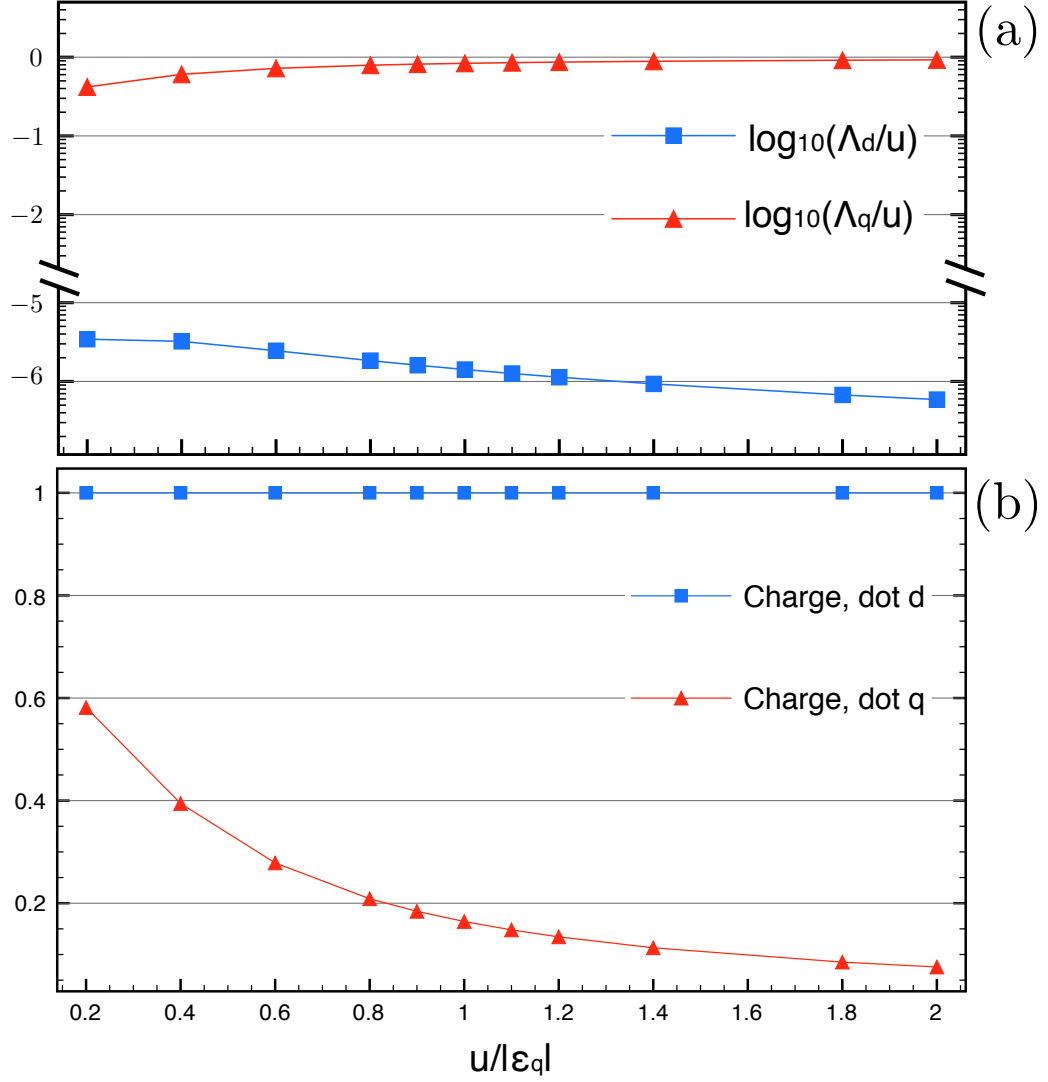 (a)
0
−1
−2
−5
−6
log10(Λd/u)
log10(Λq/u)
(b)
1
0.8
0.6
0.4
0.2
Charge, dot d
Charge, dot q
0.2 0.4 0.6 0.8 1 1.2 1.4 1.6 1.8 2
u/|εq|